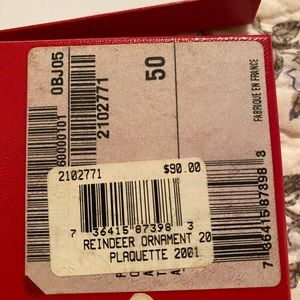 OBJ05
60000101
2102771
50
FABRIQUE EN FRANCE
7 36415 87398 3
2102771 $90.00
7 36415 87398 3
REINDEER ORNAMENT 20
PLAQUETTE 2001